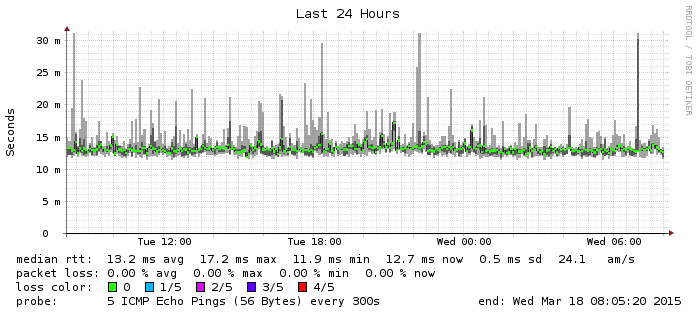 Last 24 Hours
RRDTOOL / TOBI OETIKER
Seconds
30 m
25 m
20 m
15 m
10 m
5 m
0
Tue 12:00 Tue 18:00 Wed 00:00 Wed 06:00
median rtt: 13.2 ms avg 17.2 ms max 11.9 ms min 12.7 ms now 0.5 ms sd 24.1 am/s
packet loss: 0.00 % avg 0.00 % max 0.00 % min 0.00 % now
loss color: 0 1/5 2/5 3/5 4/5
probe: 5 ICMP Echo Pings (56 Bytes) every 300s end: Wed Mar 18 08:05:20 2015